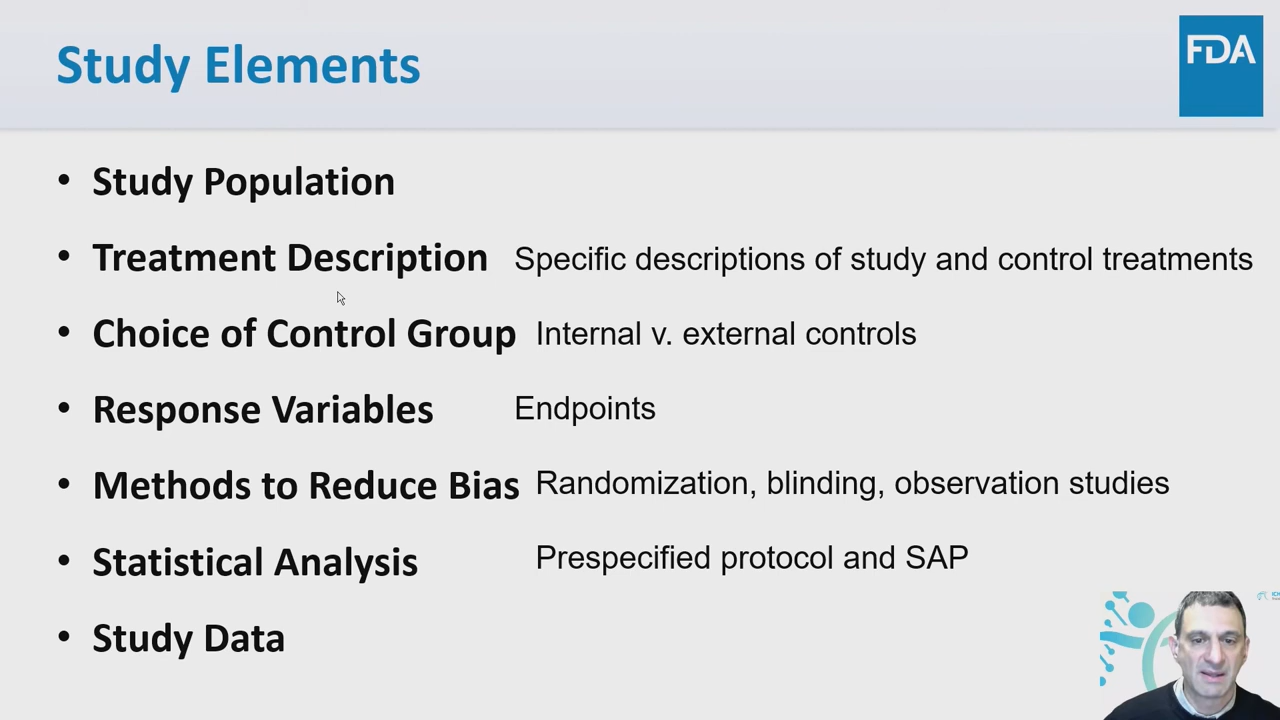 Study Elements
FDA
• Study Population
• Treatment Description Specific descriptions of study and control treatments
• Choice of Control Group Internal v. external controls
• Response Variables Endpoints
• Methods to Reduce Bias Randomization, blinding, observation studies
• Statistical Analysis Prespecified protocol and SAP
• Study Data